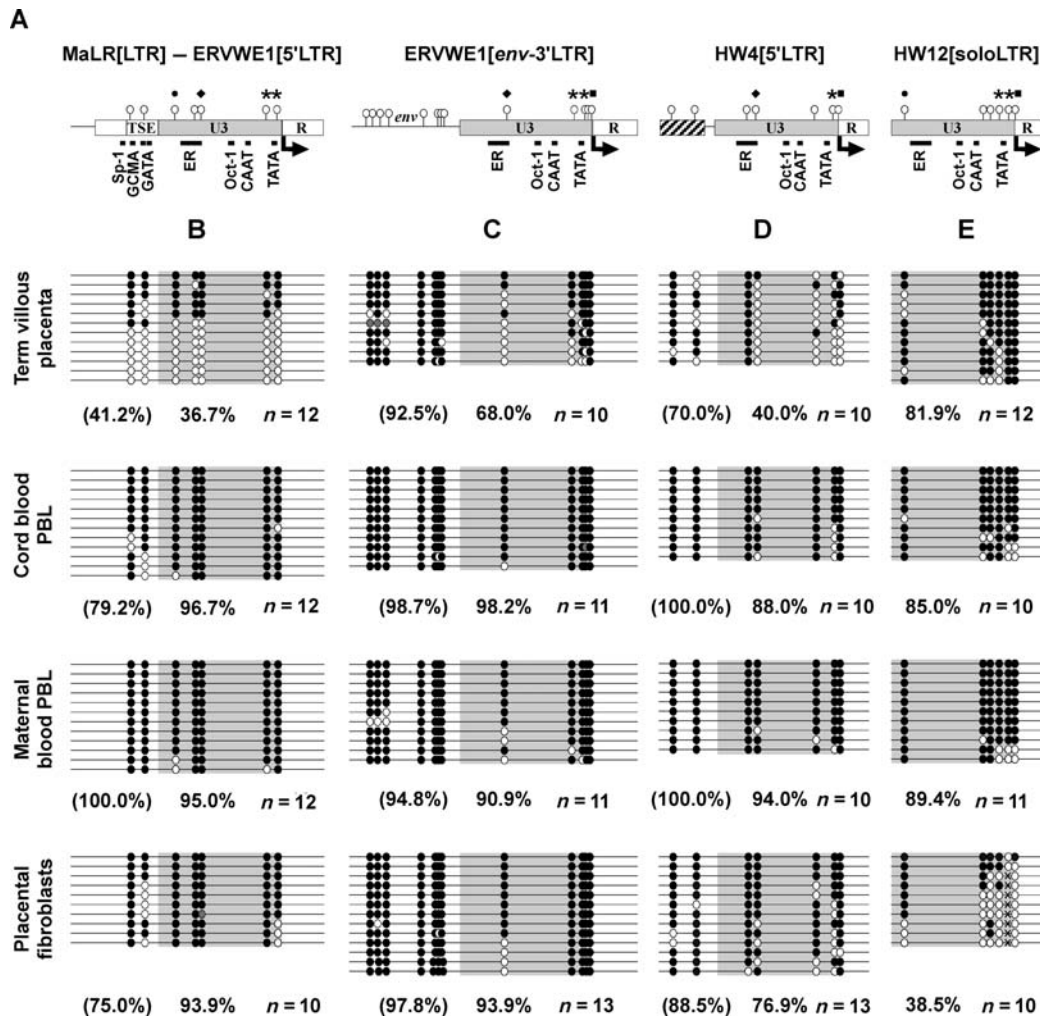 A
MaLR[LTR] – ERVWE1[5'LTR]
ERVWE1[env-3'LTR]
HW4[5'LTR]
HW12[soloLTR]
TSE U3 R
env U3 R
U3 R
U3 R
Sp-1 GCMA GATA ER Oct-1 CAAT TATA
ER Oct-1 CAAT TATA
ER Oct-1 CAAT TATA
ER Oct-1 CAAT TATA
B C D E
Term villous placenta
(41.2%) 36.7% n = 12
(92.5%) 68.0% n = 10
(70.0%) 40.0% n = 10
81.9% n = 12
Cord blood PBL
(79.2%) 96.7% n = 12
(98.7%) 98.2% n = 11
(100.0%) 88.0% n = 10
85.0% n = 10
Maternal blood PBL
(100.0%) 95.0% n = 12
(94.8%) 90.9% n = 11
(100.0%) 94.0% n = 10
89.4% n = 11
Placental fibroblasts
(75.0%) 93.9% n = 10
(97.8%) 93.9% n = 13
(88.5%) 76.9% n = 13
38.5% n = 10